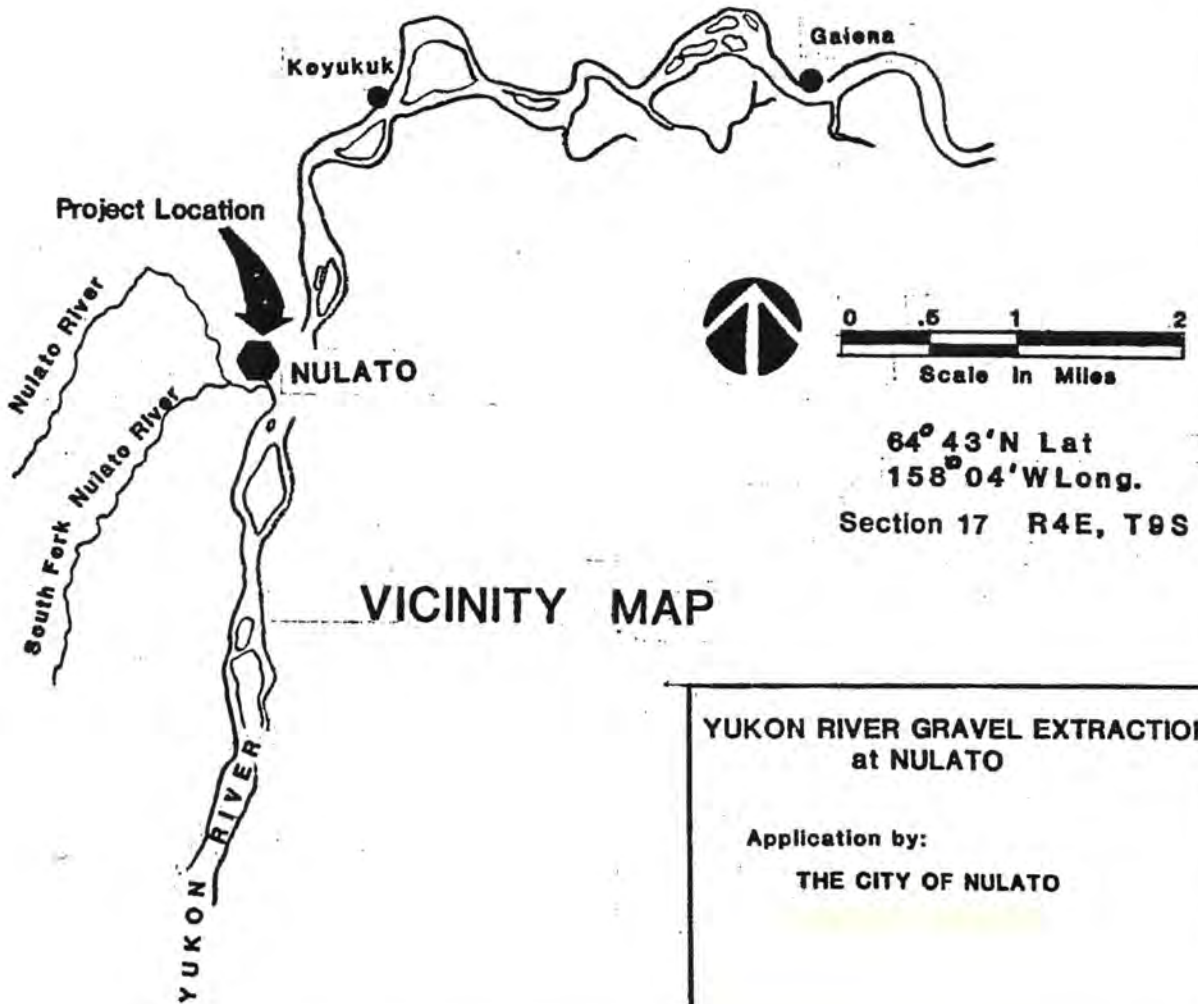 Koyukuk
Galena
Project Location
Nulato River
NULATO
South Fork Nulato River
0 .5 1 2
Scale in Miles
64° 43'N Lat
158° 04'W Long.
Section 17 R4E, T9S
VICINITY MAP
YUKON RIVER
YUKON RIVER GRAVEL EXTRACTION
at NULATO
Application by:
THE CITY OF NULATO